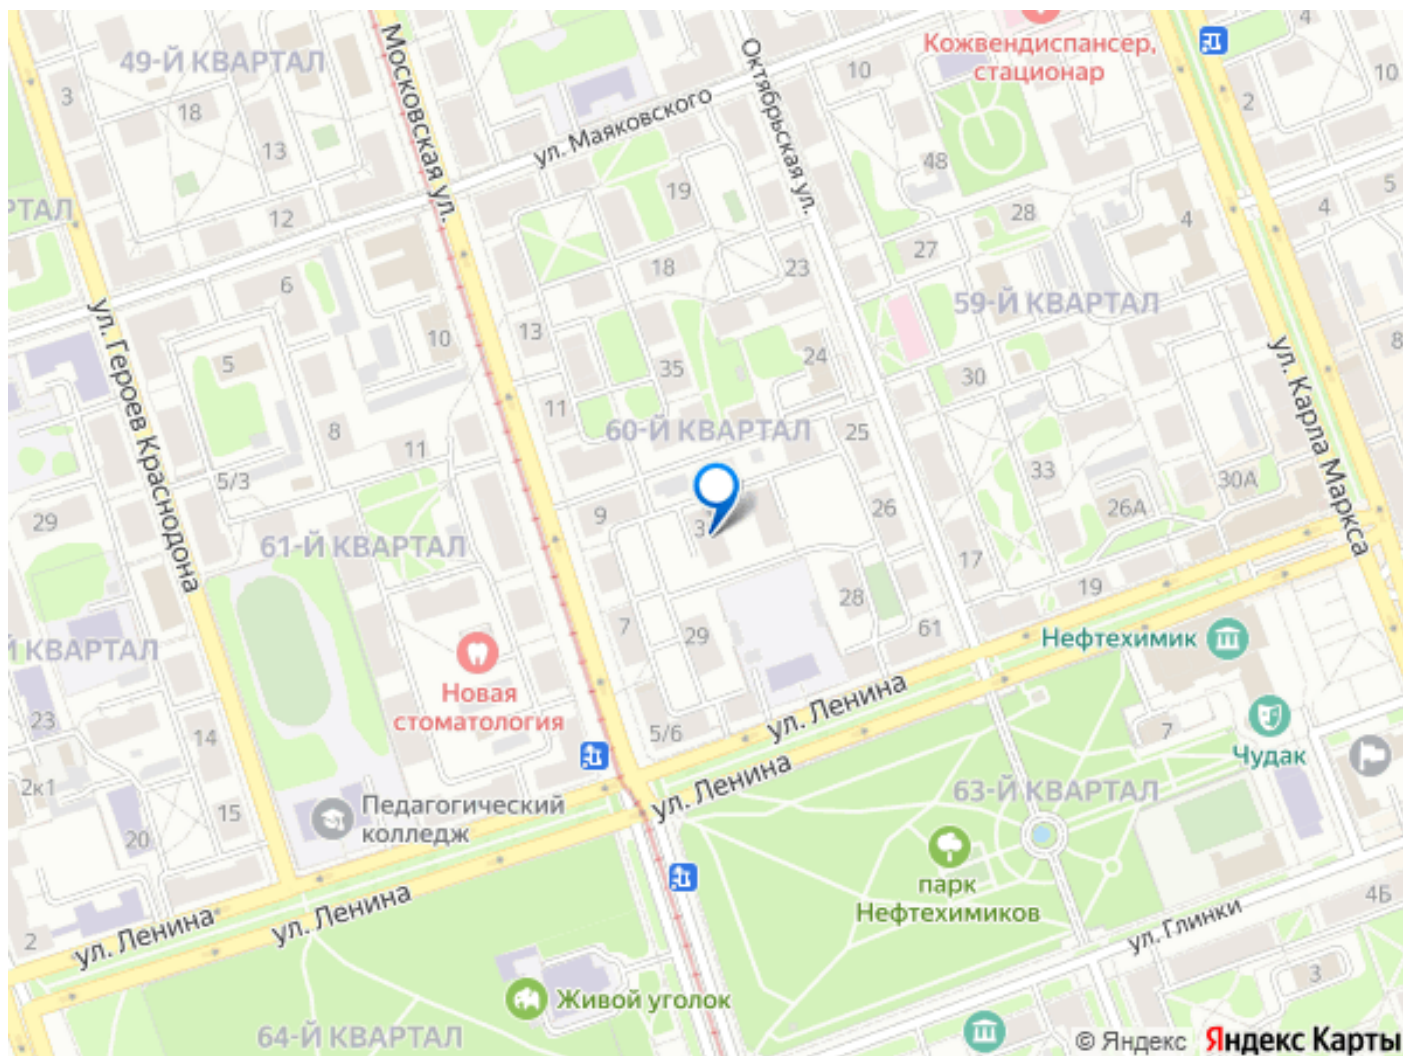 49-Й КВАРТАЛ
3
18
13
12
6
Московская ул.
ул. Маяковского
Октябрьская ул.
10
Кожвендиспансер,
стационар
10
2
48
19
5
4
4
28
27
ТАЛ
18
23
59-Й КВАРТАЛ
ул. Героев Краснодона
10
13
5
35
24
30
ул. Карла Маркса
8
11
8
11
60-Й КВАРТАЛ
25
5/3
33
30А
26А
29
9
26
61-Й КВАРТАЛ
17
19
28
7
29
61
Нефтехимик
Й КВАРТАЛ
Новая
стоматология
23
14
5/6
ул. Ленина
7
Чудак
ул. Ленина
63-Й КВАРТАЛ
2к1
15
20
Педагогический
колледж
парк
Нефтехимиков
4Б
ул. Глинки
ул. Ленина
ул. Ленина
2
3
Живой уголок
64-Й КВАРТАЛ
© Яндекс Яндекс Карты